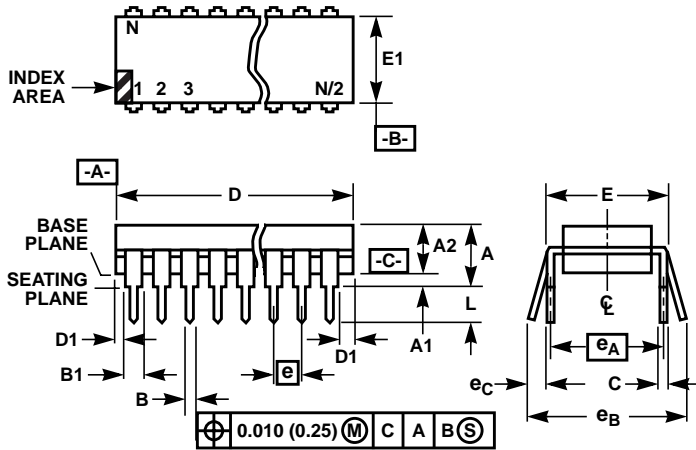 N
E1
INDEX
AREA
1 2 3 N/2
-B-
-A-
D
E
BASE
PLANE
A2
A
-C-
SEATING
PLANE
L
℄
D1
A1
D1
eA
B1
e
eC
C
B
eB
⌖ 0.010 (0.25) Ⓜ C A B Ⓢ